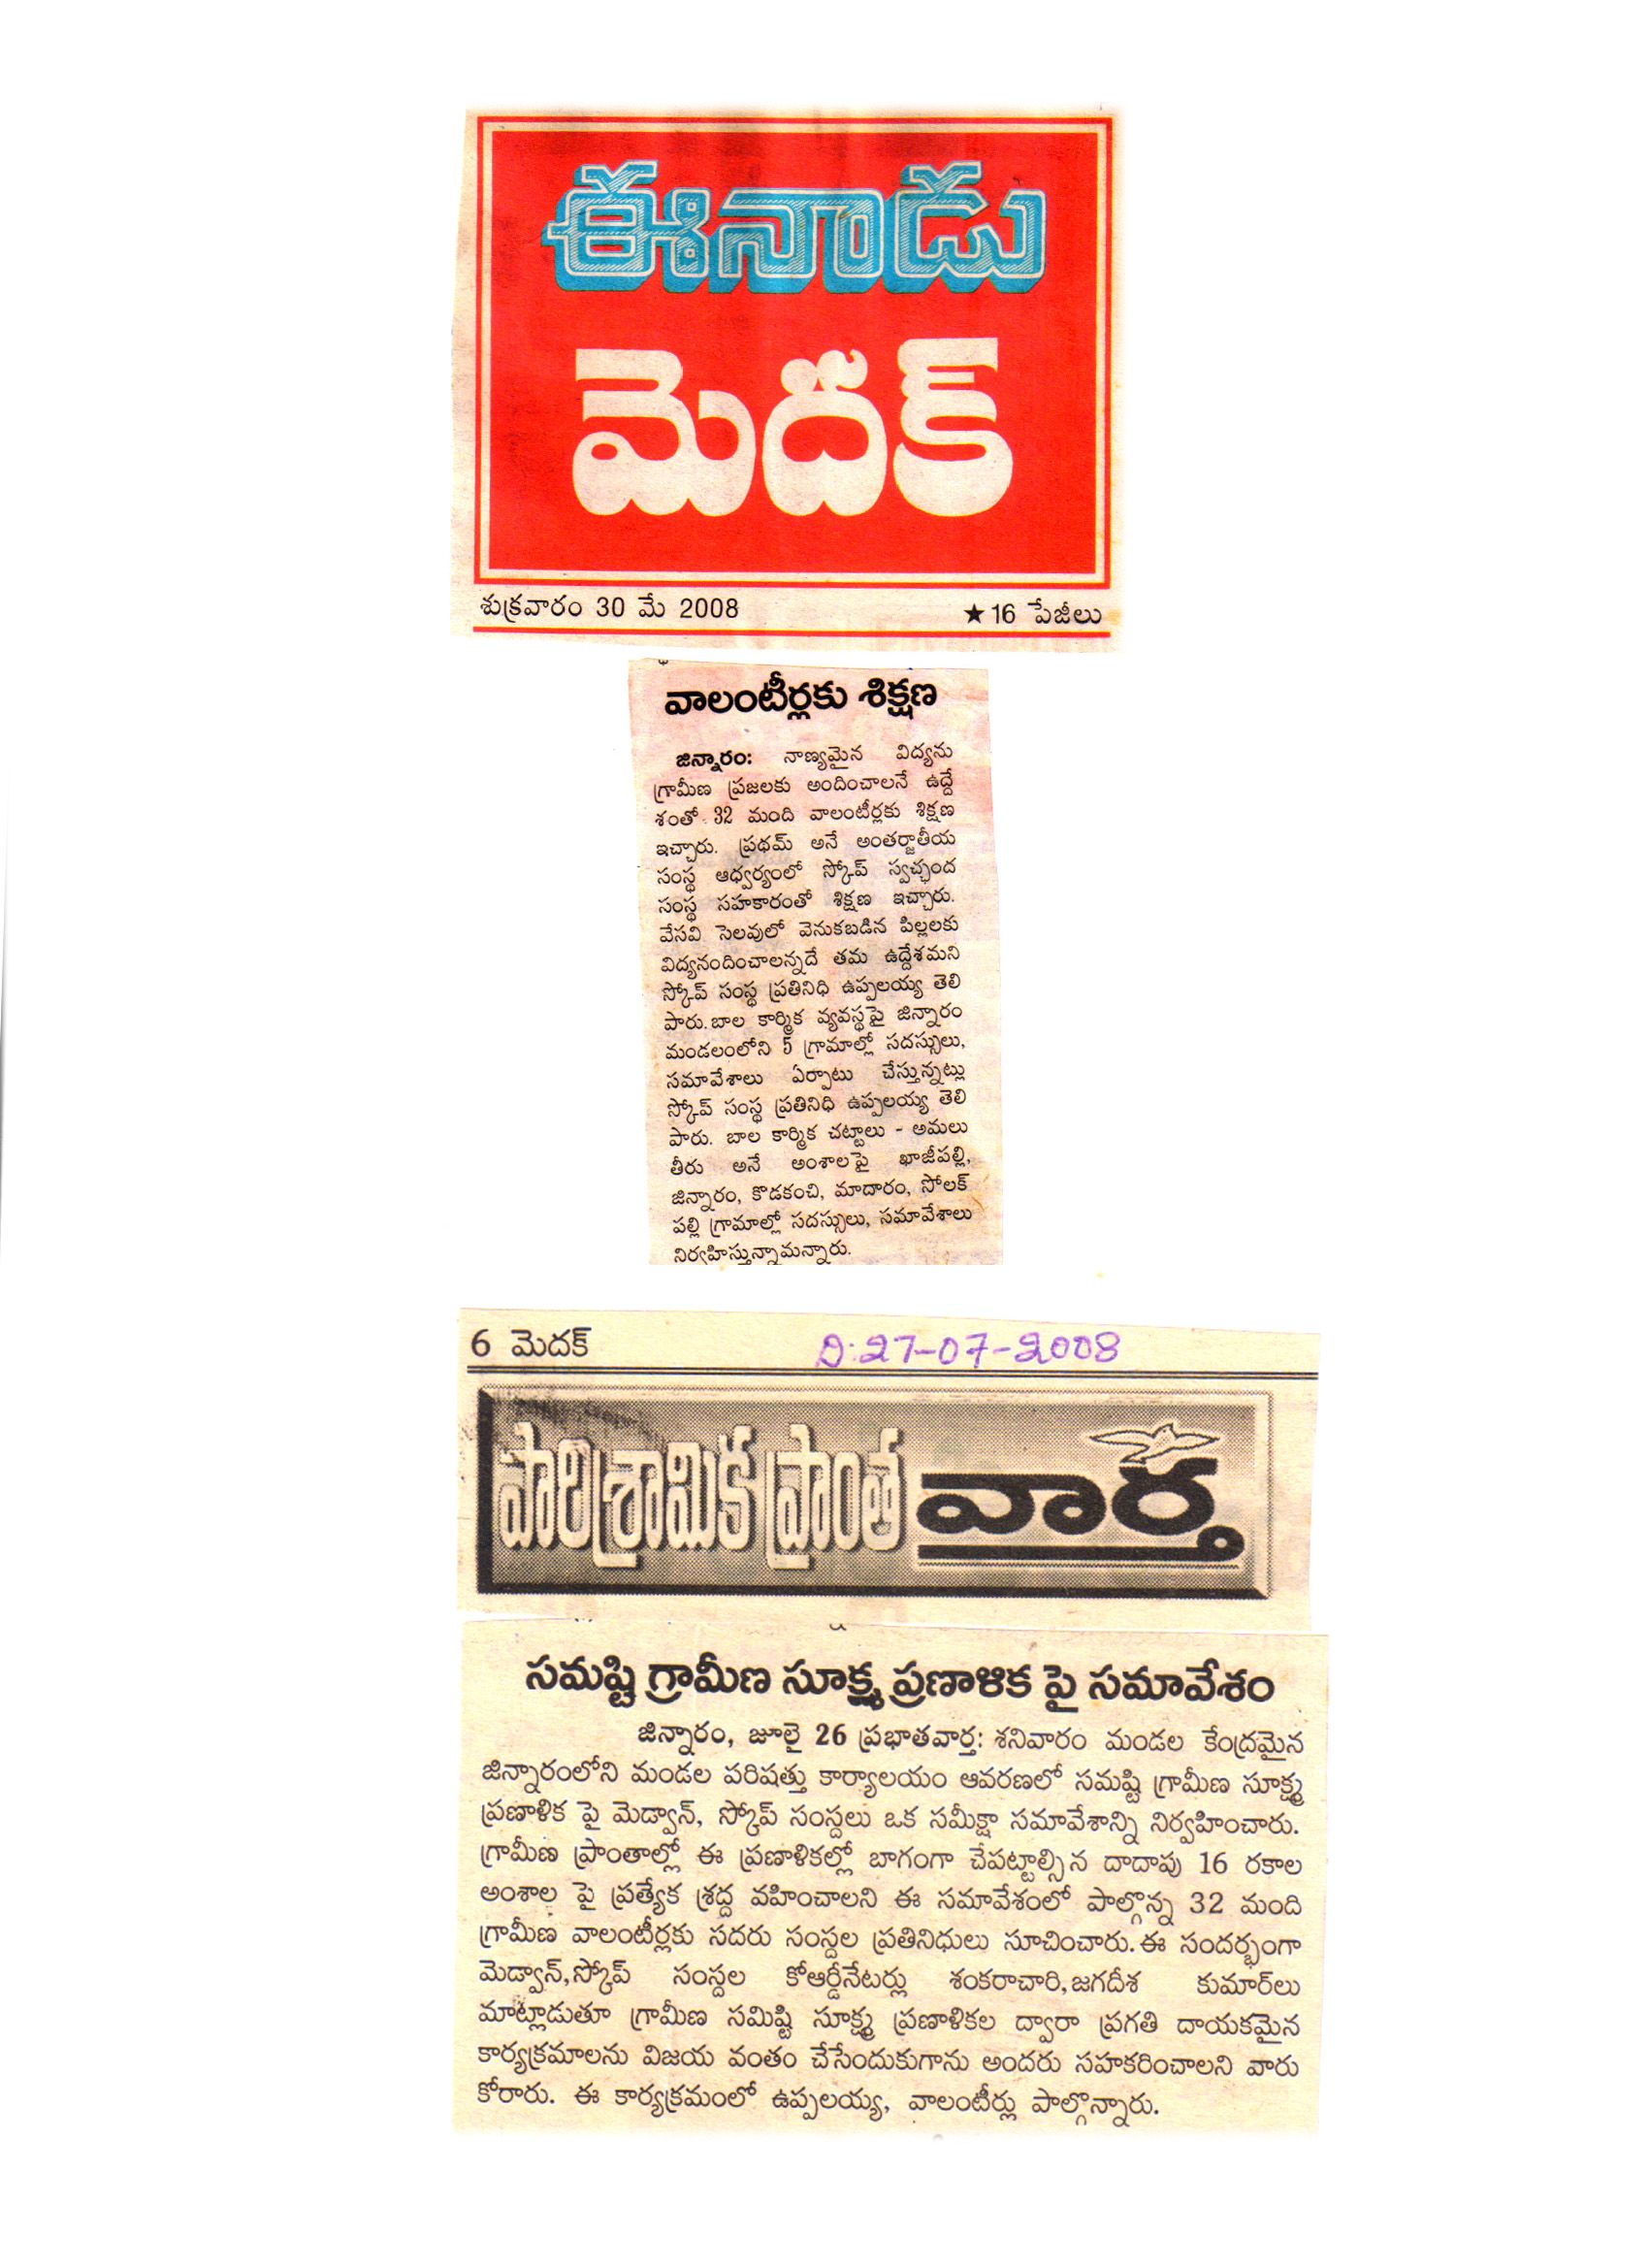 ఈనాడు
మెదక్
శుక్రవారం 30 మే 2008 ★16 పేజీలు
వాలంటీర్లకు శిక్షణ
జిన్నారం: నాణ్యమైన విద్యను
గ్రామీణ ప్రజలకు అందించాలనే ఉద్దే
శంతో 32 మంది వాలంటీర్లకు శిక్షణ
ఇచ్చారు. ప్రథమ్ అనే అంతర్జాతీయ
సంస్థ ఆధ్వర్యంలో స్కోప్ స్వచ్ఛంద
సంస్థ సహకారంతో శిక్షణ ఇచ్చారు.
వేసవి సెలవులో వెనుకబడిన పిల్లలకు
విద్యనందించాలన్నదే తమ ఉద్దేశమని
స్కోప్ సంస్థ ప్రతినిధి ఉప్పలయ్య తెలి
పారు. బాల కార్మిక వ్యవస్థపై జిన్నారం
మండలంలోని 5 గ్రామాల్లో సదస్సులు,
సమావేశాలు ఏర్పాటు చేస్తున్నట్లు
స్కోప్ సంస్థ ప్రతినిధి ఉప్పలయ్య తెలి
పారు. బాల కార్మిక చట్టాలు - అమలు
తీరు అనే అంశాలపై ఖాజీపల్లి,
జిన్నారం, కొడకంచి, మాదారం, సోలక్
పల్లి గ్రామాల్లో సదస్సులు, సమావేశాలు
నిర్వహిస్తున్నామన్నారు.
6 మెదక్ ది:27-07-2008
పారిశ్రామిక ప్రాంత వార్త
సమష్టి గ్రామీణ సూక్ష్మ ప్రణాళిక పై సమావేశం
జిన్నారం, జూలై 26 ప్రభాతవార్త: శనివారం మండల కేంద్రమైన
జిన్నారంలోని మండల పరిషత్తు కార్యాలయం ఆవరణలో సమష్టి గ్రామీణ సూక్ష్మ
ప్రణాళిక పై మెడ్వాన్, స్కోప్ సంస్దలు ఒక సమీక్షా సమావేశాన్ని నిర్వహించారు.
గ్రామీణ ప్రాంతాల్లో ఈ ప్రణాళికల్లో బాగంగా చేపట్టాల్సిన దాదాపు 16 రకాల
అంశాల పై ప్రత్యేక శ్రద్ద వహించాలని ఈ సమావేశంలో పాల్గొన్న 32 మంది
గ్రామీణ వాలంటీర్లకు సదరు సంస్దల ప్రతినిధులు సూచించారు. ఈ సందర్భంగా
మెడ్వాన్,స్కోప్ సంస్దల కోఆర్డీనేటర్లు శంకరాచారి,జగదీశ కుమార్‌లు
మాట్లాడుతూ గ్రామీణ సమిష్టి సూక్ష్మ ప్రణాళికల ద్వారా ప్రగతి దాయకమైన
కార్యక్రమాలను విజయ వంతం చేసేందుకుగాను అందరు సహకరించాలని వారు
కోరారు. ఈ కార్యక్రమంలో ఉప్పలయ్య, వాలంటీర్లు పాల్గొన్నారు.